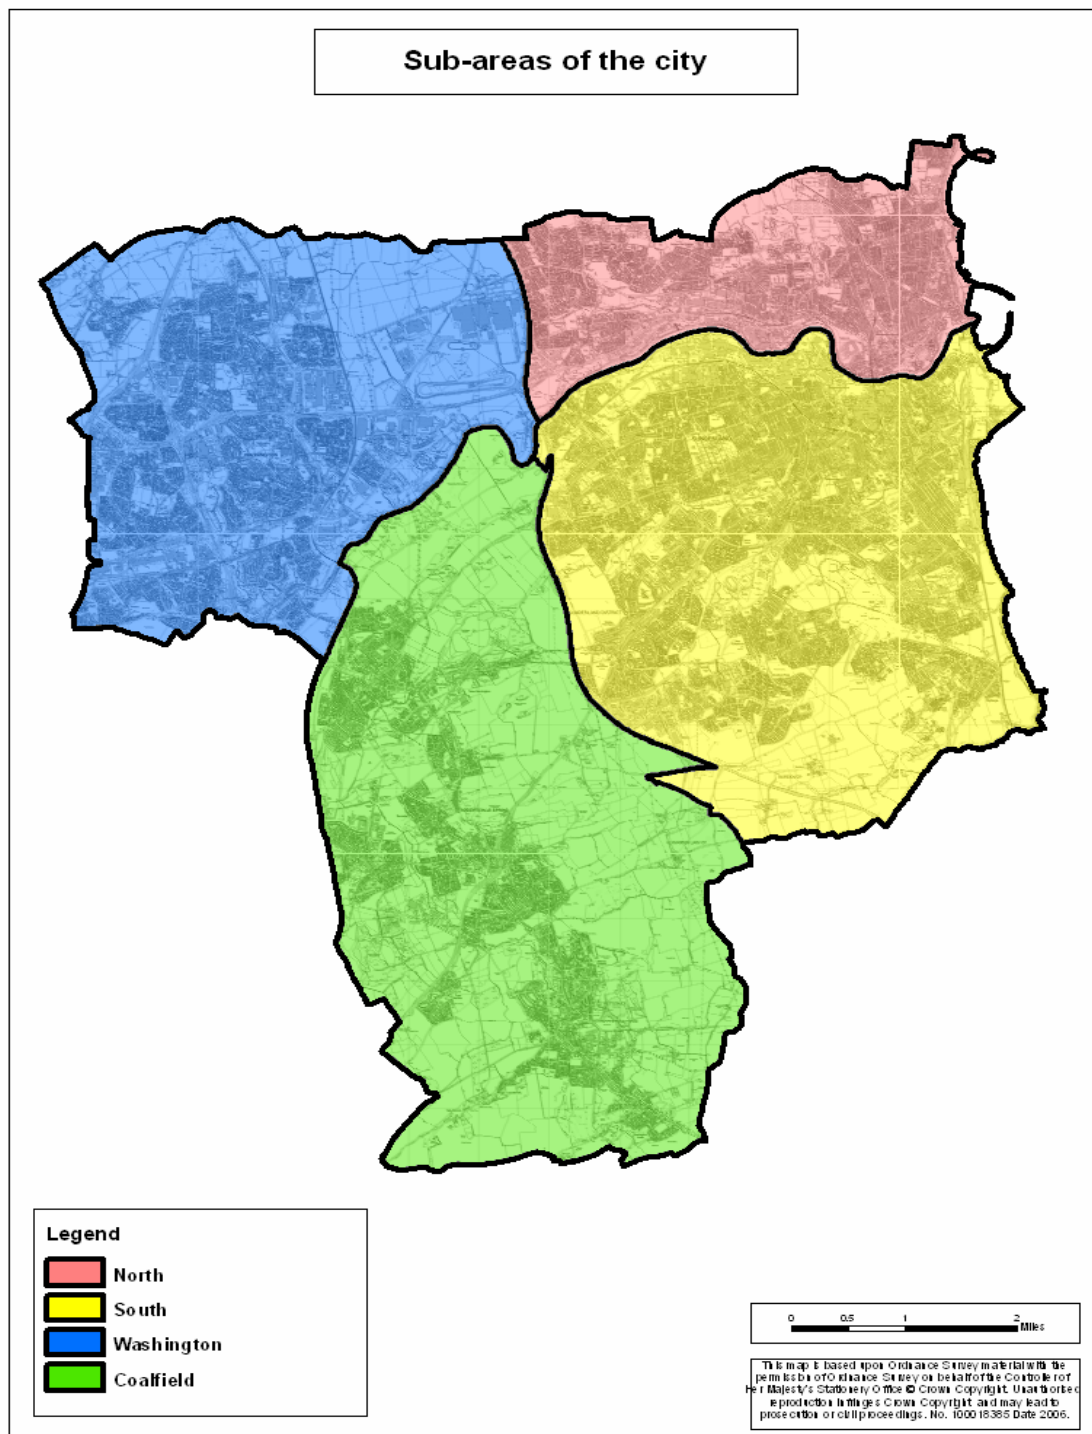 Sub-areas of the city
Legend
North
South
Washington
Coalfield
0 0.5 1 2
Miles
This map is based upon Ordnance Survey material with the
permission of Ordnance Survey on behalf of the Controller of
Her Majesty's Stationery Office © Crown Copyright. Unauthorised
reproduction infringes Crown Copyright and may lead to
prosecution or civil proceedings. No. 100018385 Date 2006.